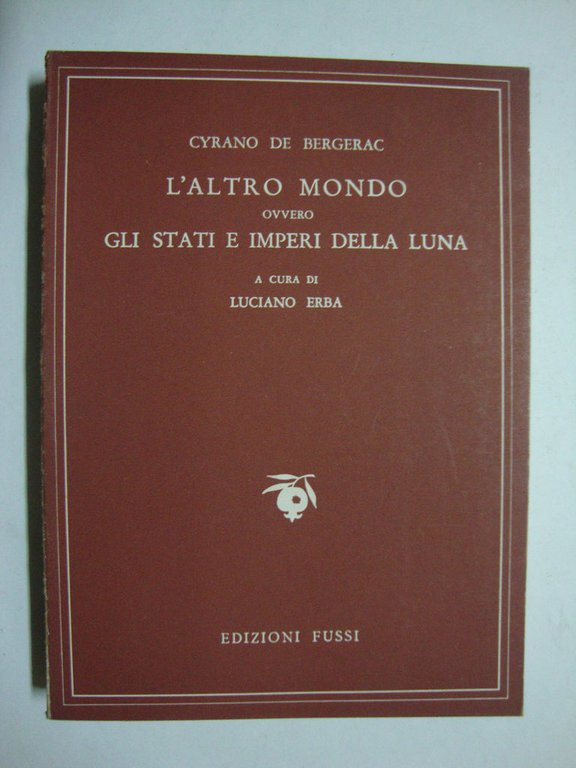 CYRANO DE BERGERAC
L'ALTRO MONDO
OVVERO
GLI STATI E IMPERI DELLA LUNA
A CURA DI
LUCIANO ERBA
EDIZIONI FUSSI